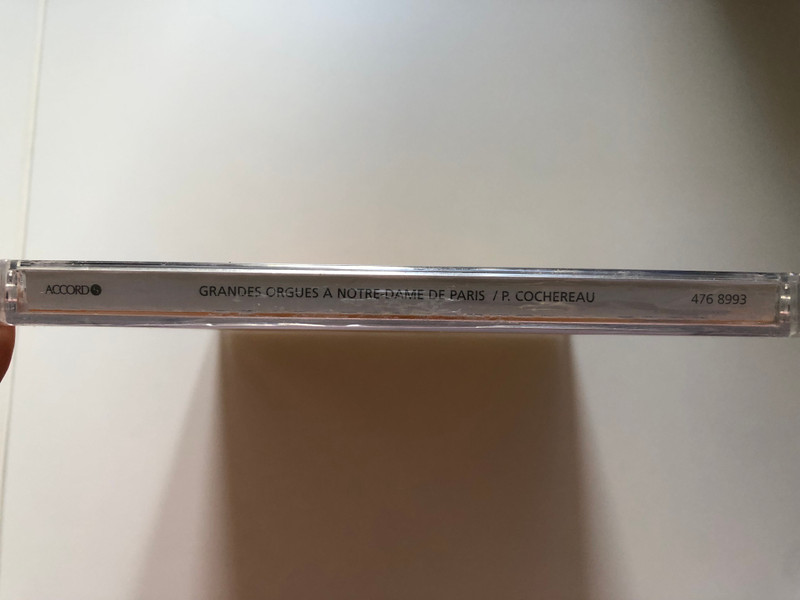 ACCORD GRANDES ORGUES A NOTRE-DAME DE PARIS / P. COCHEREAU 476 8993